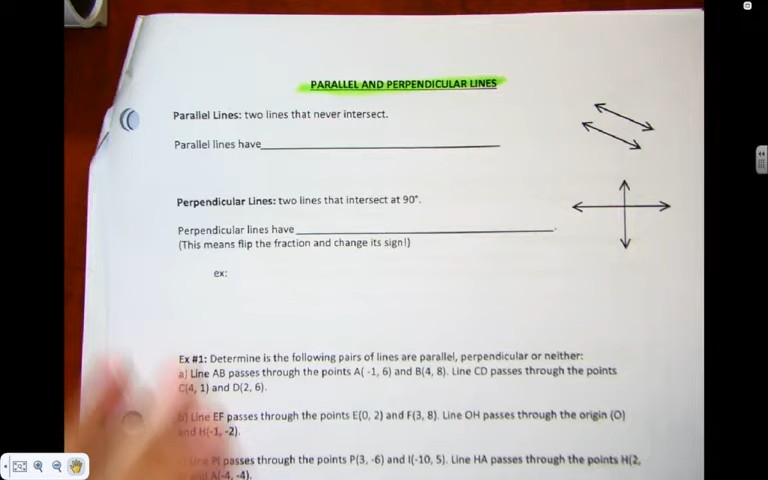 PARALLEL AND PERPENDICULAR LINES
Parallel Lines: two lines that never intersect.
Parallel lines have
Perpendicular Lines: two lines that intersect at 90°.
Perpendicular lines have .
(This means flip the fraction and change its sign!)
ex:
Ex #1: Determine is the following pairs of lines are parallel, perpendicular or neither:
a) Line AB passes through the points A( -1, 6) and B(4, 8). Line CD passes through the points
C(4, 1) and D(2, 6).
b) Line EF passes through the points E(0, 2) and F(3, 8). Line OH passes through the origin (O)
and H(-1, -2).
Line PI passes through the points P(3, -6) and I(-10, 5). Line HA passes through the points H(2,
A(-4, -4).